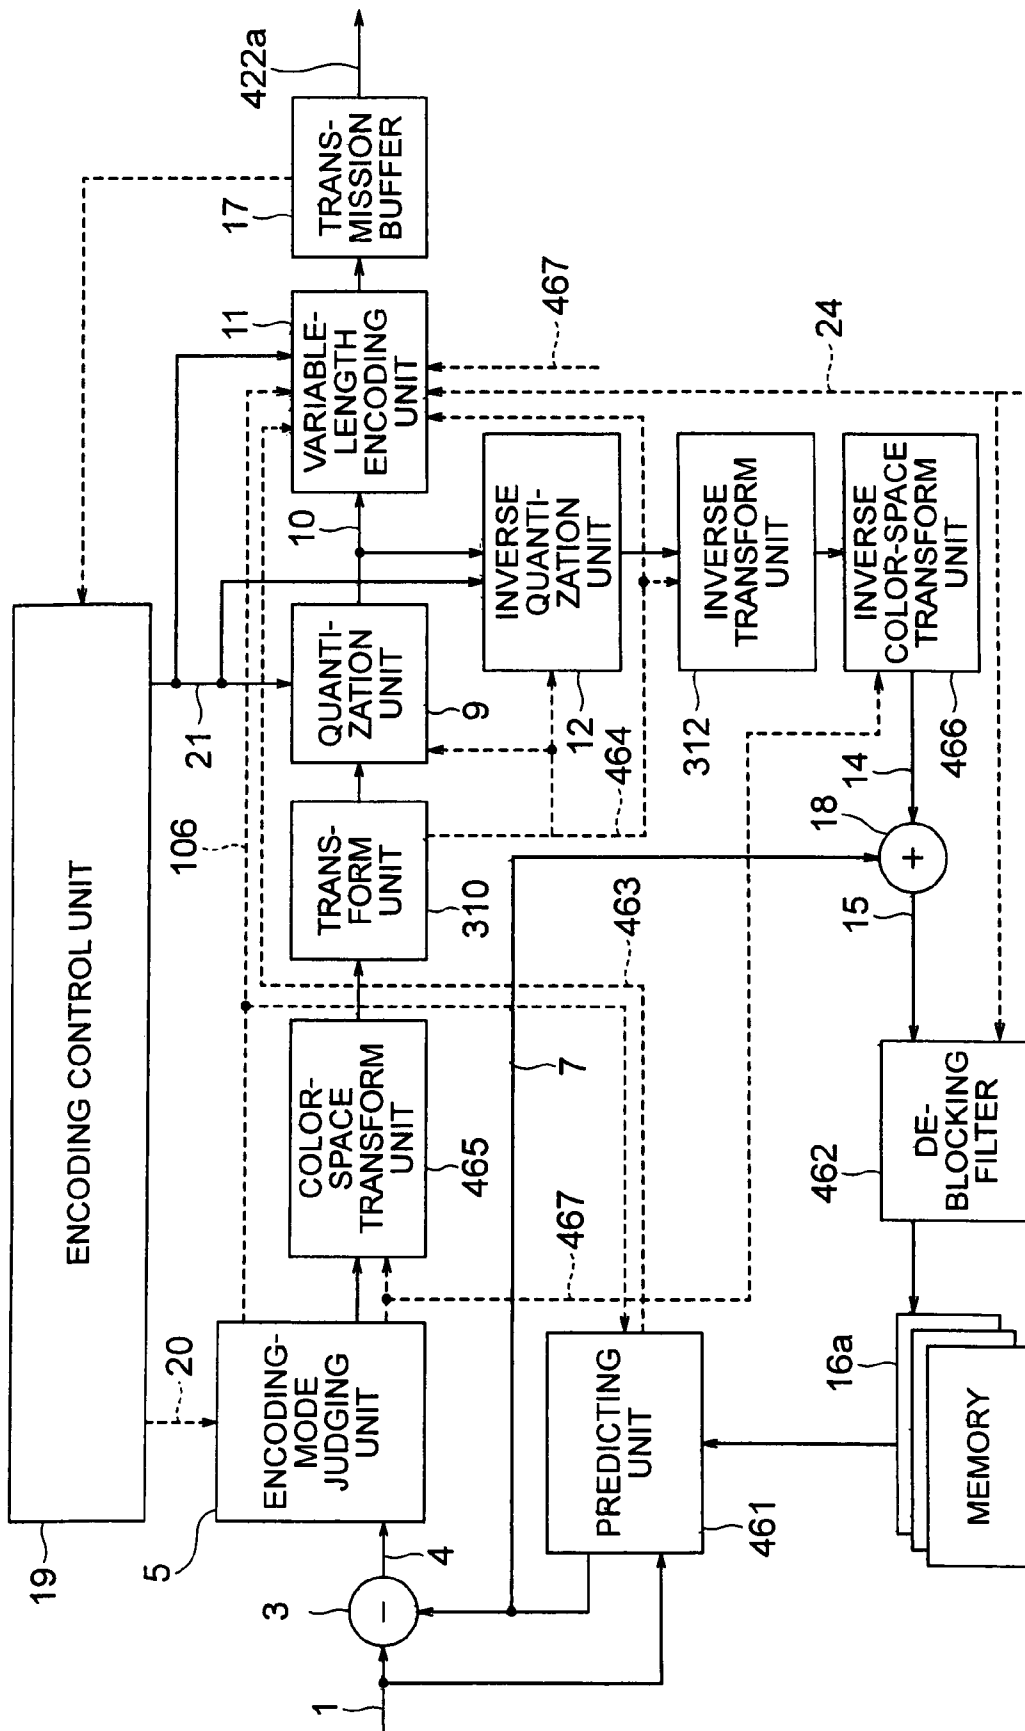 19
ENCODING CONTROL UNIT
20
21
5
ENCODING-
MODE
JUDGING
UNIT
106
COLOR-
SPACE
TRANSFORM
UNIT
465
TRANS-
FORM
UNIT
310
QUANTI-
ZATION
UNIT
9
10
VARIABLE-
LENGTH
ENCODING
UNIT
11
TRANS-
MISSION
BUFFER
17
422a
1
3
4
467
463
464
INVERSE
QUANTI-
ZATION
UNIT
12
467
7
PREDICTING
UNIT
461
INVERSE
TRANSFORM
UNIT
312
24
INVERSE
COLOR-SPACE
TRANSFORM
UNIT
466
14
18
+
15
DE-
BLOCKING
FILTER
462
16a
MEMORY